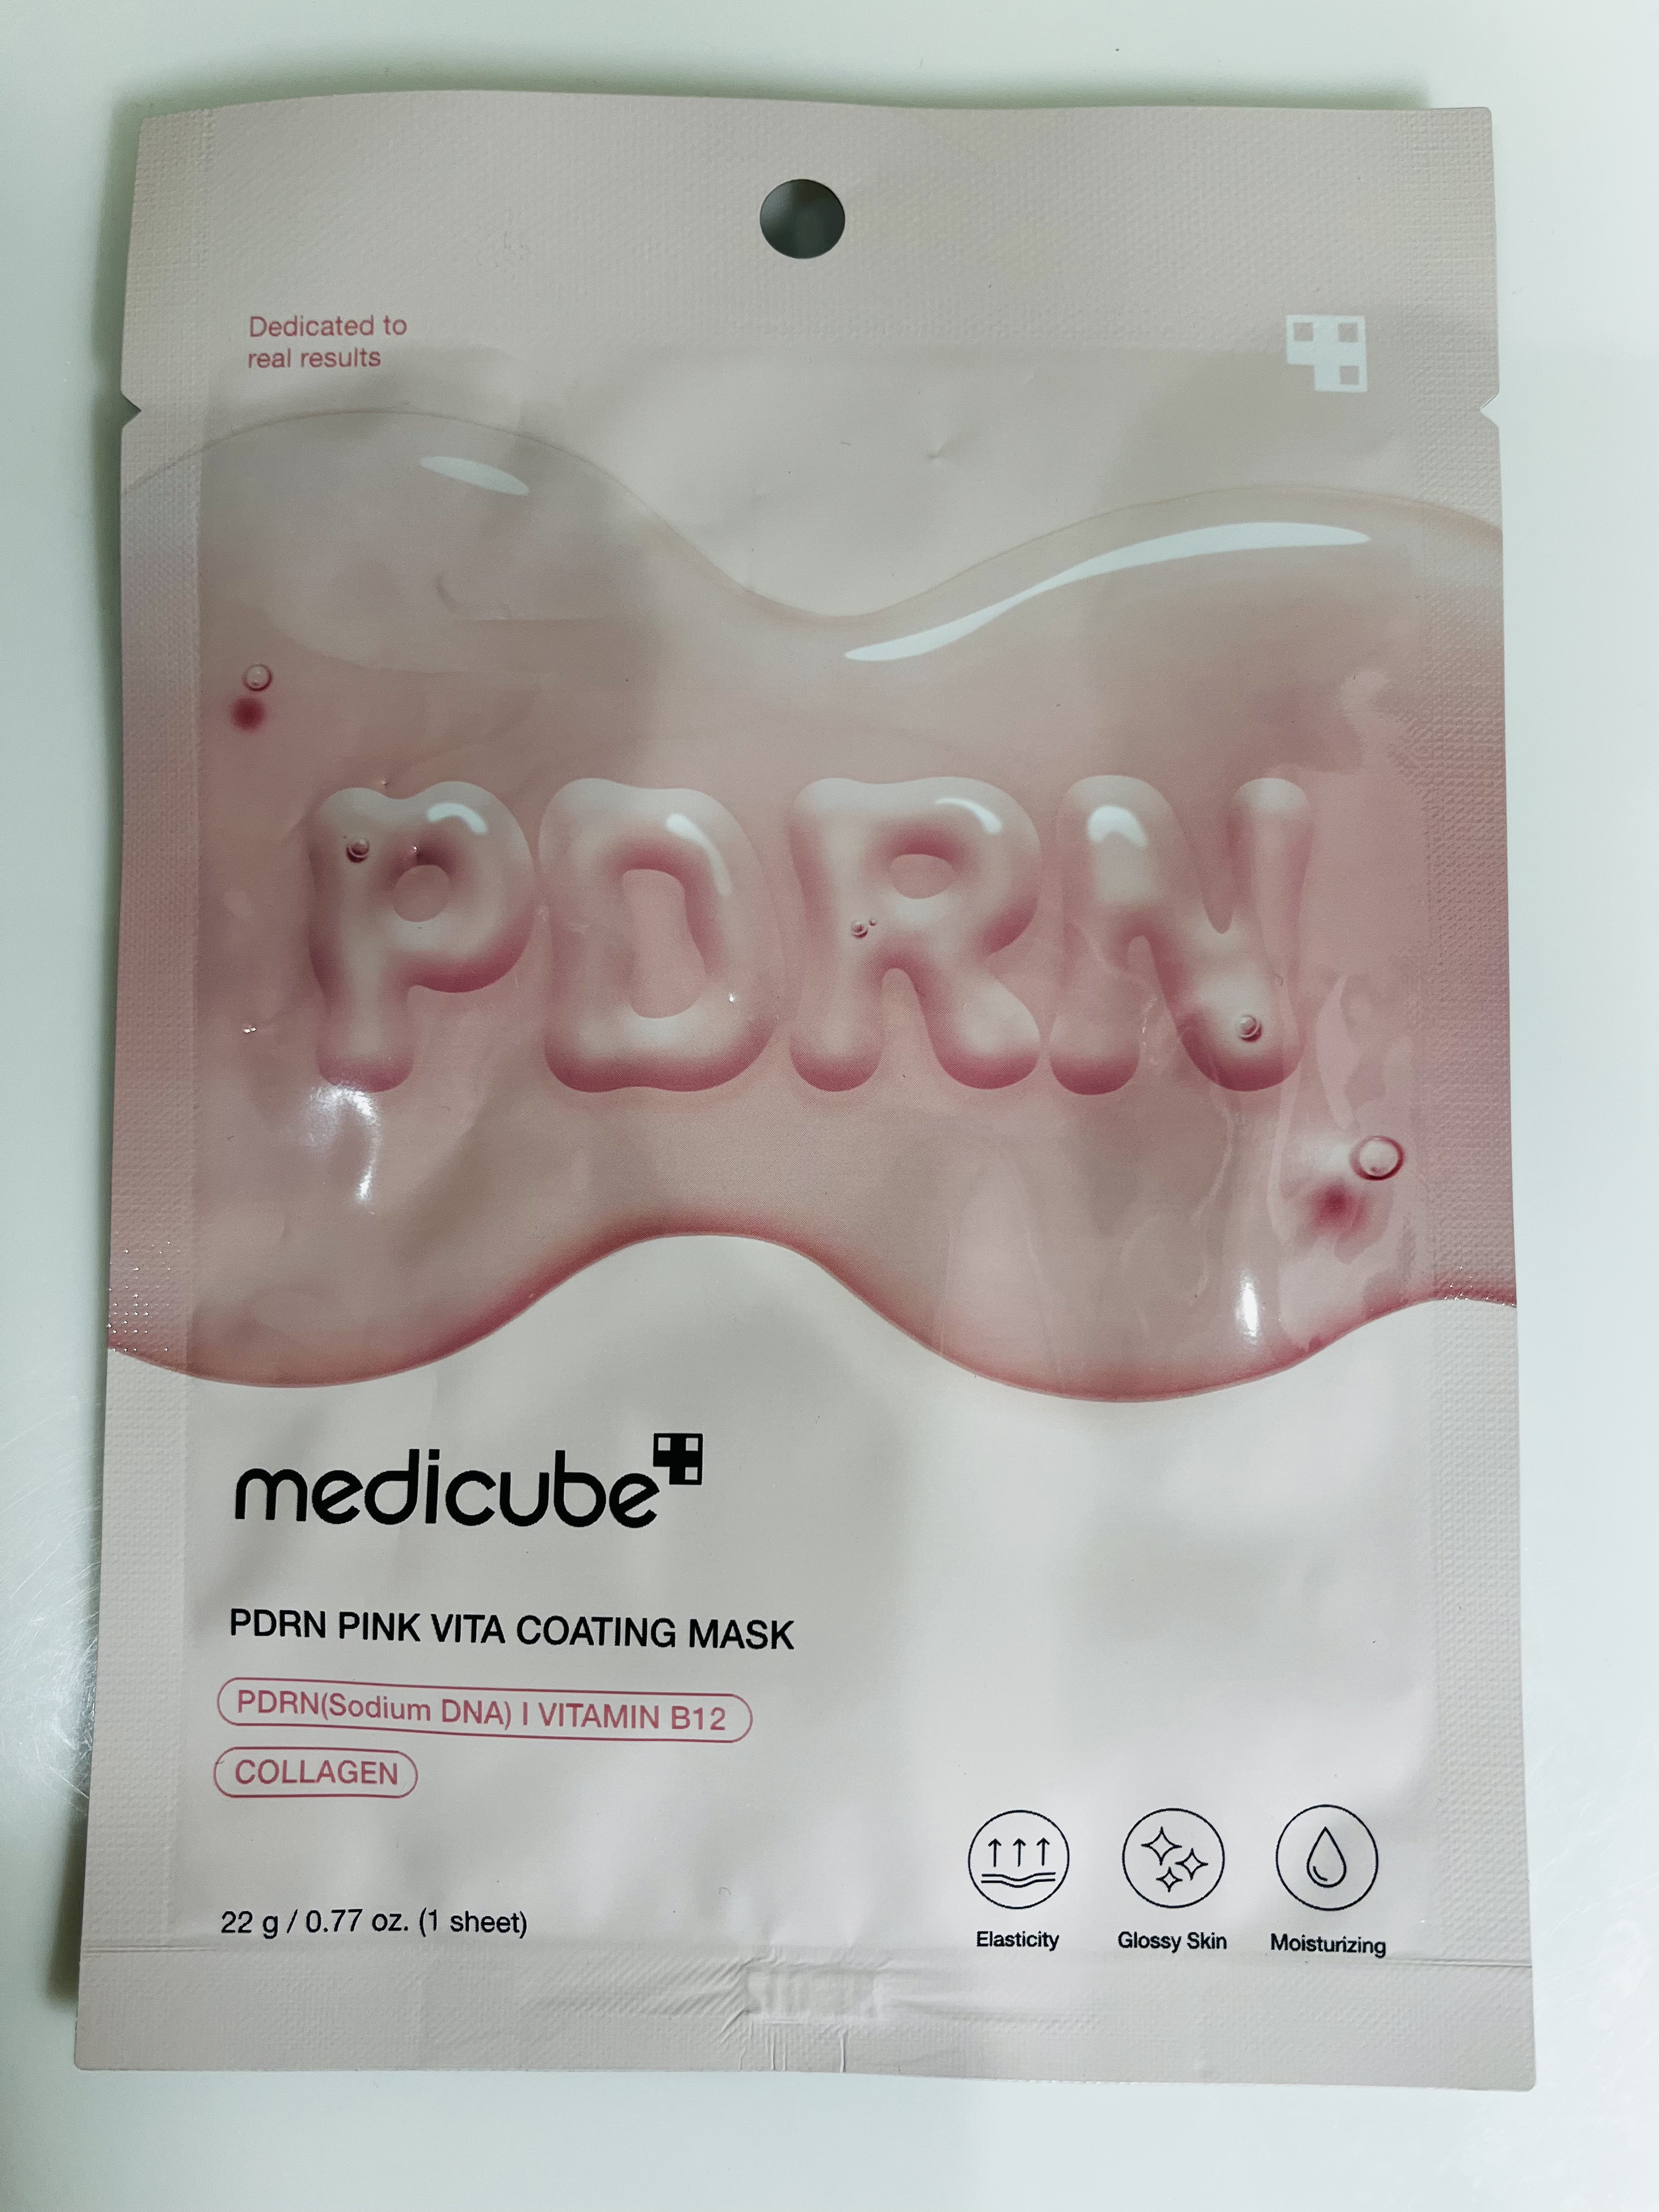 Dedicated to
real results
PDRN
medicube
PDRN PINK VITA COATING MASK
PDRN(Sodium DNA) | VITAMIN B12
COLLAGEN
22 g / 0.77 oz. (1 sheet)
Elasticity
Glossy Skin
Moisturizing